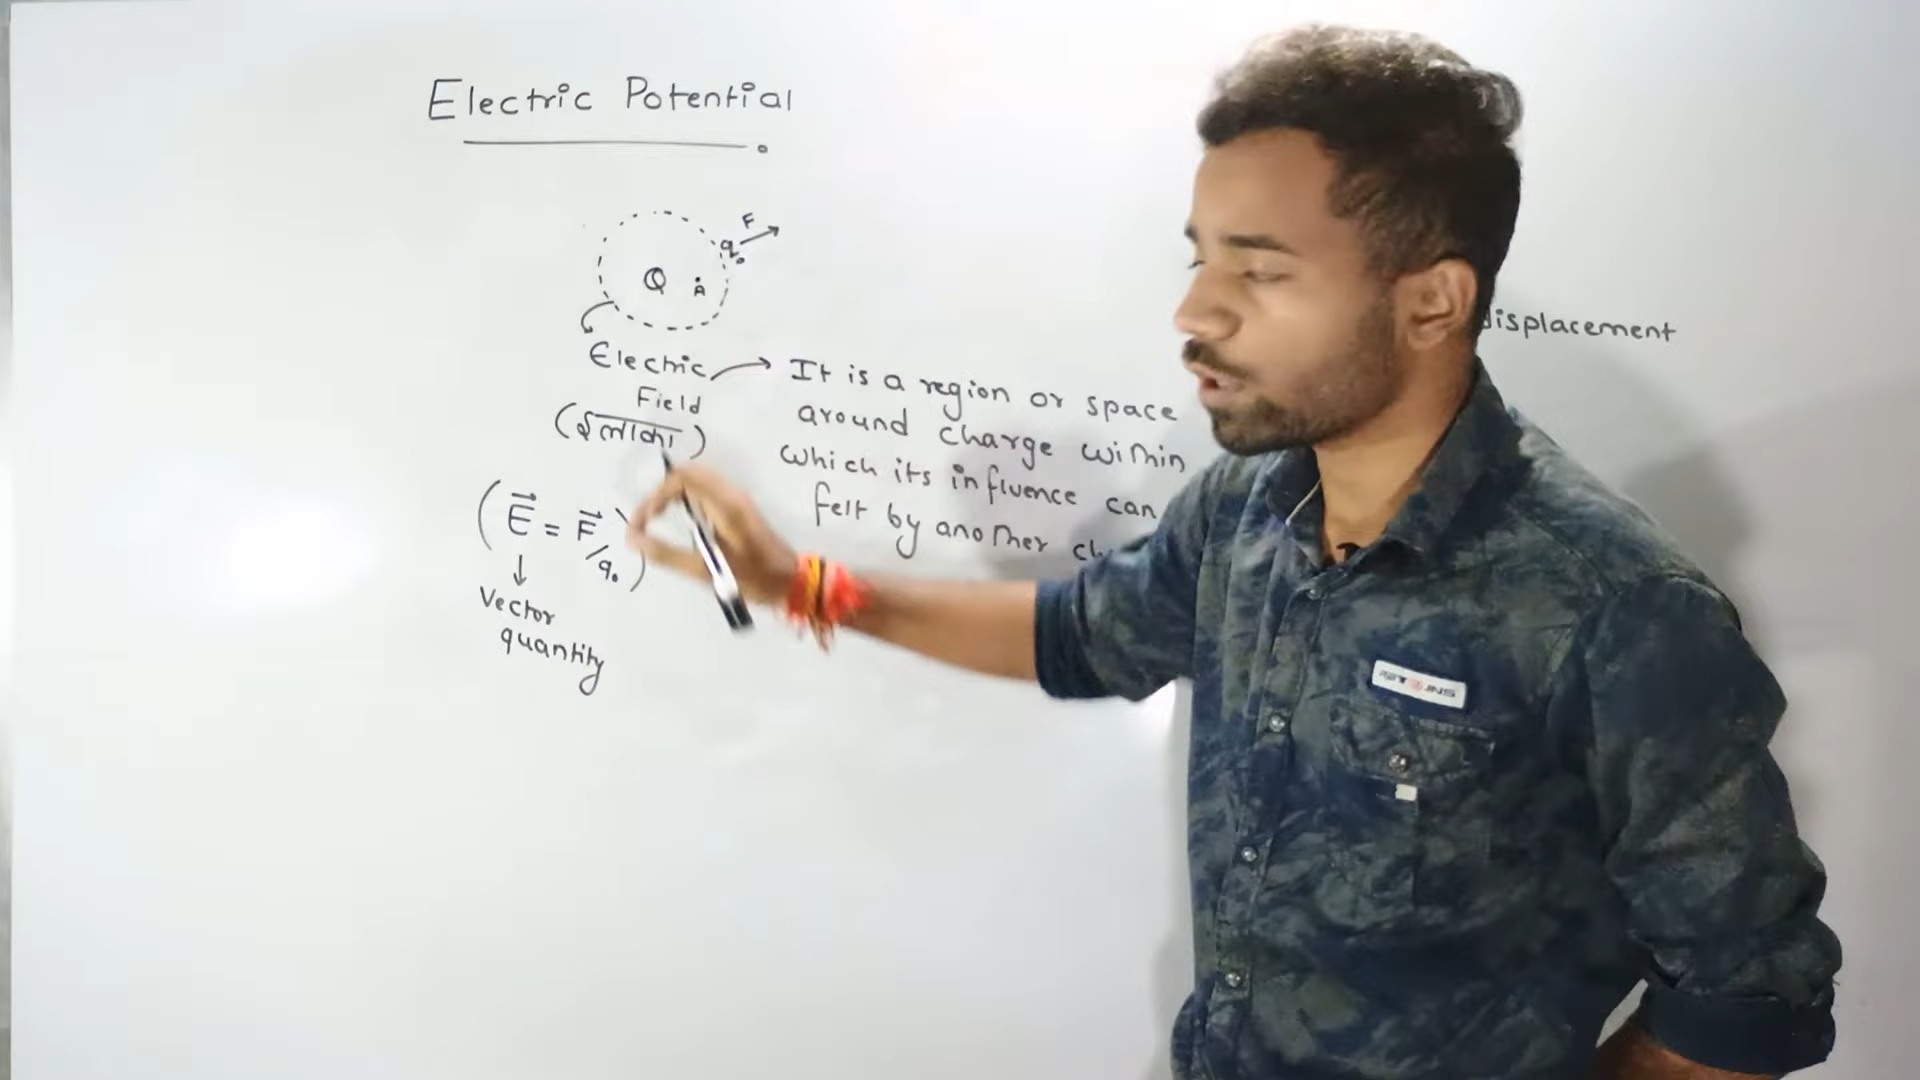 Electric Potential
F
q₀
Q
A
displacement
Electric
Field
(इलाका)
It is a region or space
around charge within
which its influence can
felt by another
(E⃗ = F⃗/q₀)
Vector
quantity